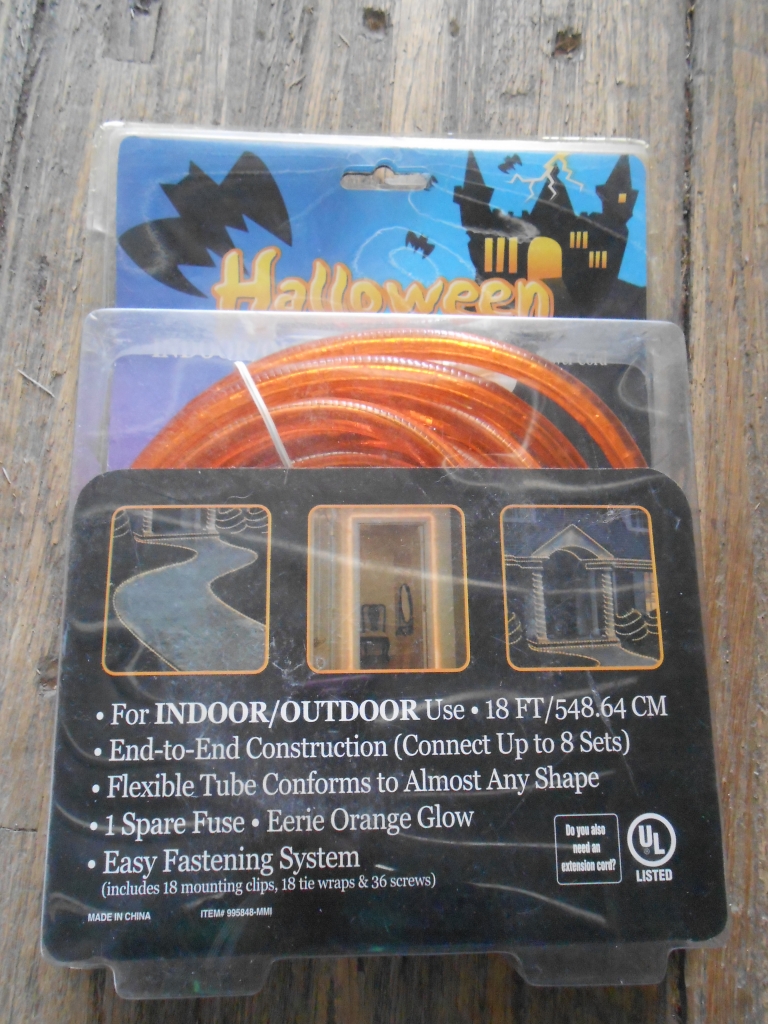 Halloween
• For INDOOR/OUTDOOR Use • 18 FT/548.64 CM
• End-to-End Construction (Connect Up to 8 Sets)
• Flexible Tube Conforms to Almost Any Shape
• 1 Spare Fuse • Eerie Orange Glow
• Easy Fastening System
(includes 18 mounting clips, 18 tie wraps & 36 screws)
Do you also
need an
extension cord?
UL
LISTED
MADE IN CHINA
ITEM# 995848-MMI